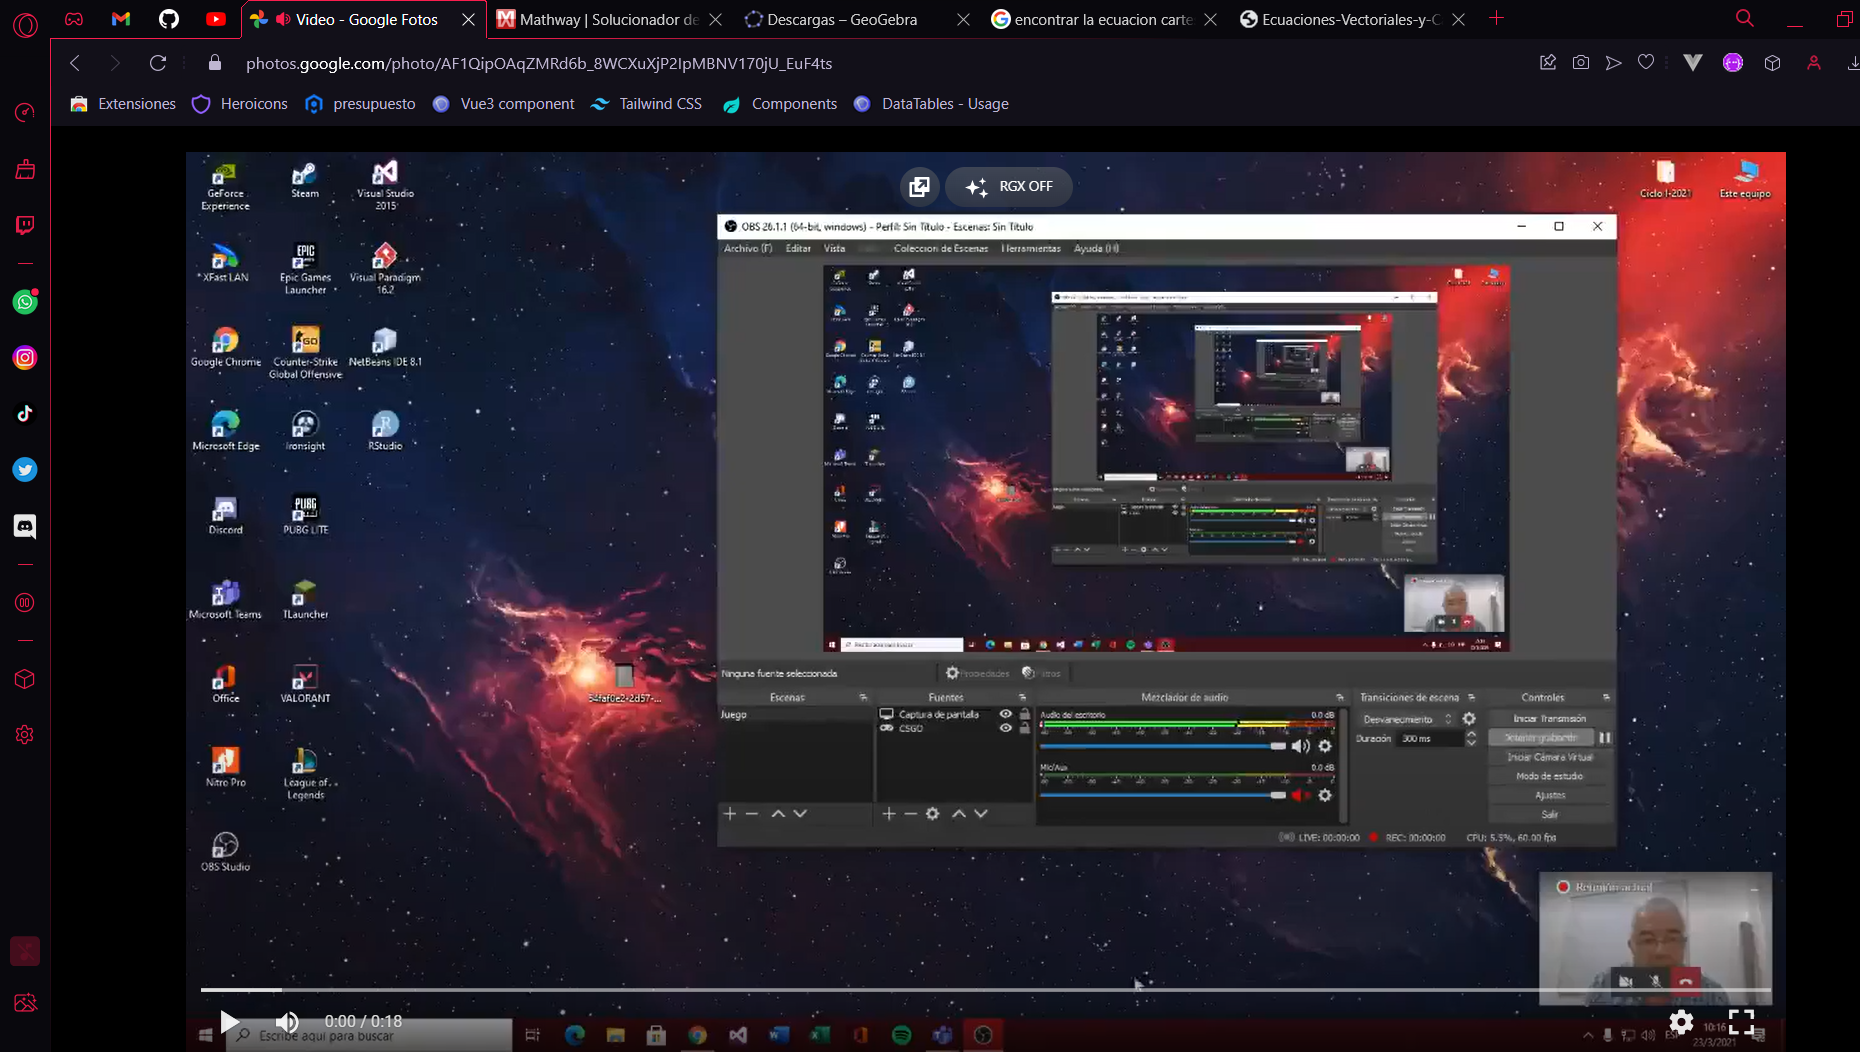 Video - Google Fotos
Mathway | Solucionador de
Descargas – GeoGebra
encontrar la ecuacion carte
Ecuaciones-Vectoriales-y-C
photos.google.com/photo/AF1QipOAqZMRd6b_8WCXuXjP2IpMBNV170jU_EuF4ts
Extensiones
Heroicons
presupuesto
Vue3 component
Tailwind CSS
Components
DataTables - Usage
RGX OFF
GeForce Experience
Steam
Visual Studio 2015
Ciclo I-2021
Este equipo
OBS 26.1.1 (64-bit, windows) - Perfil: Sin Título - Escenas: Sin Título
Archivo (F) Editar Vista Coleccion de Escenas Herramientas Ayuda (H)
XFast LAN
Epic Games Launcher
Visual Paradigm 16.2
Google Chrome
Counter-Strike Global Offensive
NetBeans IDE 8.1
Microsoft Edge
Ironsight
RStudio
Discord
PUBG LITE
Microsoft Teams
TLauncher
Office
VALORANT
54faf0e2-2d57-...
Nitro Pro
League of Legends
OBS Studio
Ninguna fuente seleccionada
Propiedades
Filtros
Escenas
Fuentes
Mezclador de audio
Transiciones de escena
Controles
Juego
Captura de pantalla
CSGO
Audio del escritorio
0.0 dB
Mic/Aux
0.0 dB
Desvanecimiento
Duración 300 ms
Iniciar Transmisión
Detener grabación
Iniciar Cámara Virtual
Modo de estudio
Ajustes
Salir
LIVE: 00:00:00
REC: 00:00:00
CPU: 5.5%, 60.00 fps
Reunión actual
0:00 / 0:18
Escribe aquí para buscar
10:16
23/3/2021